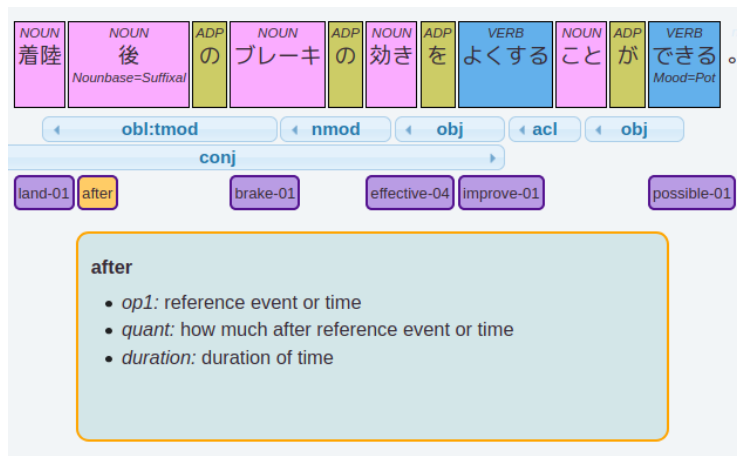 NOUN NOUN ADP NOUN ADP NOUN ADP VERB NOUN ADP VERB
着陸 後 の ブレーキ の 効き を よくする こと が できる 。
Nounbase=Suffixal Mood=Pot
obl:tmod nmod obj acl obj
conj
land-01 after brake-01 effective-04 improve-01 possible-01
after
• op1: reference event or time
• quant: how much after reference event or time
• duration: duration of time